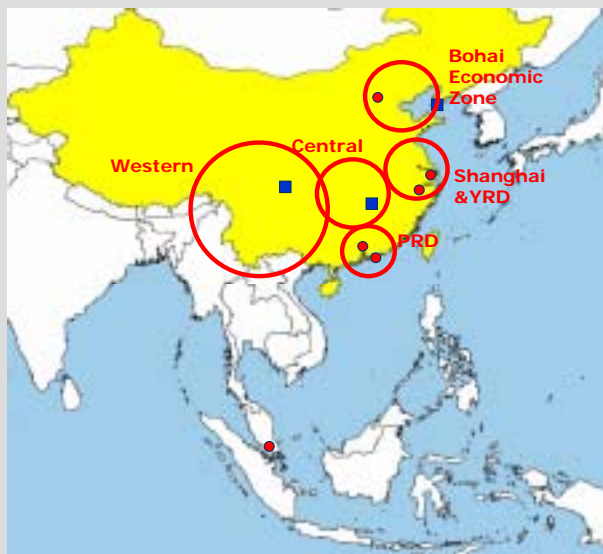 Bohai
Economic
Zone
Central
Western
Shanghai
&YRD
PRD